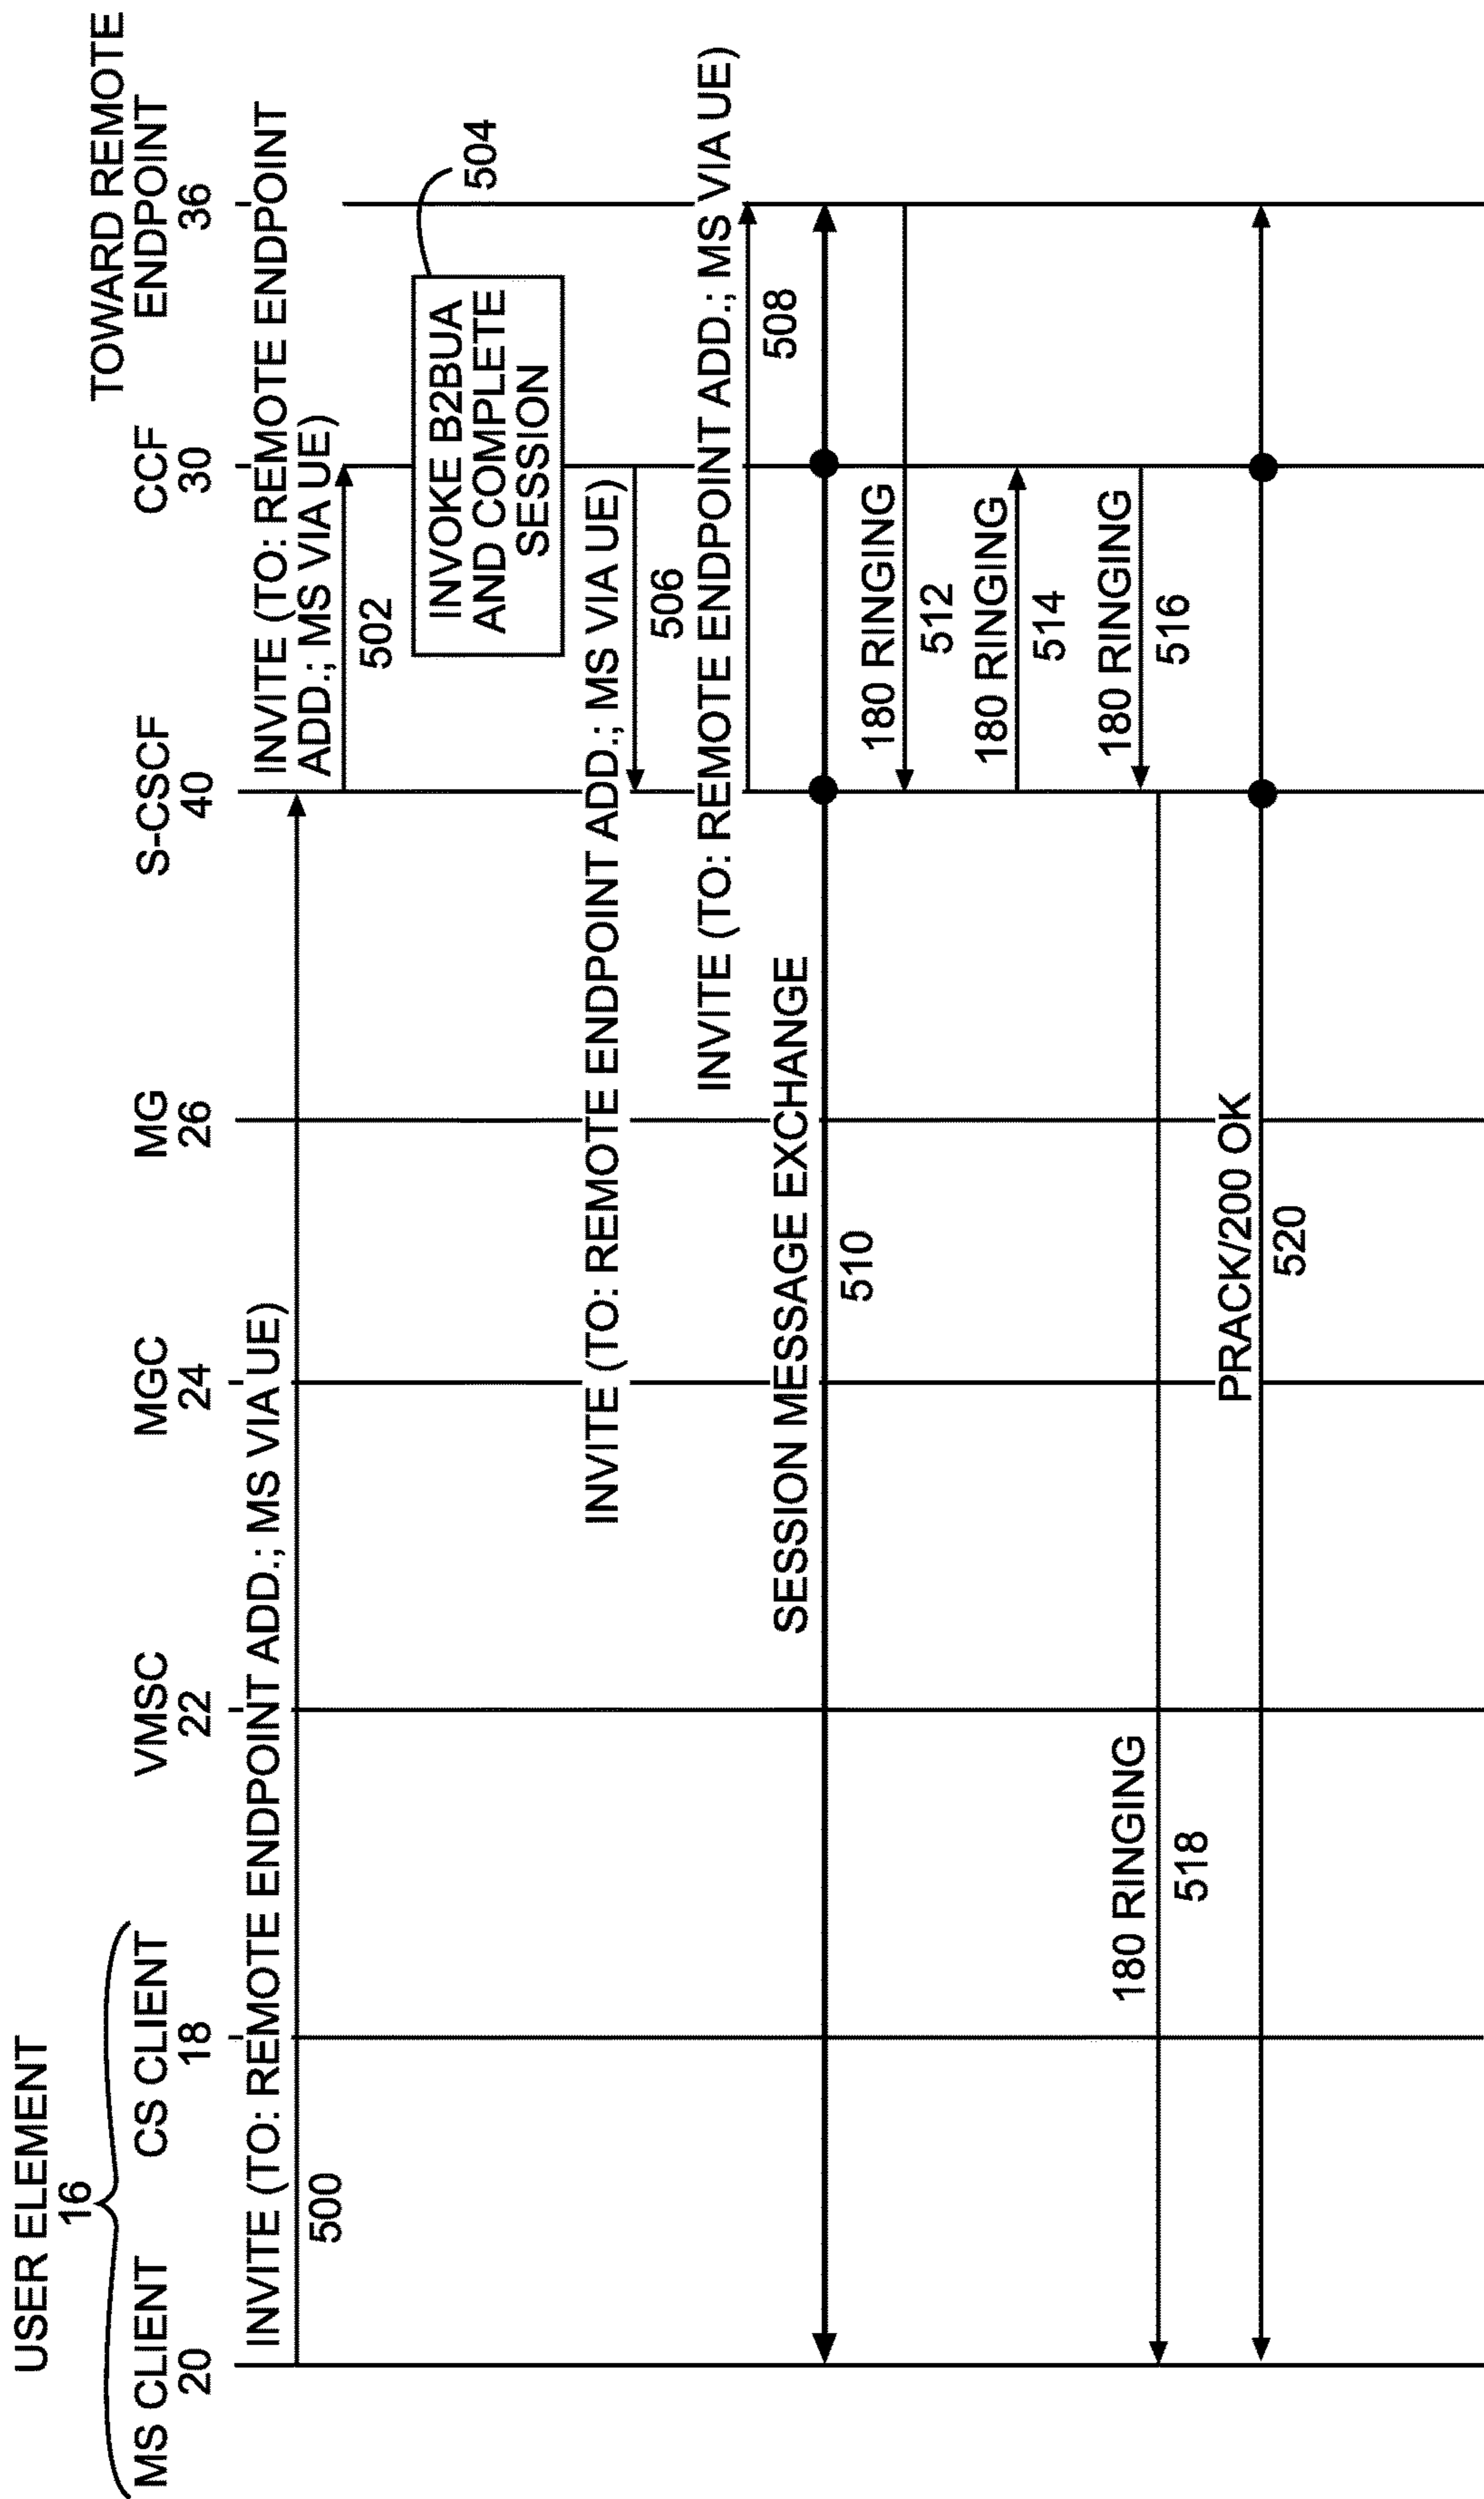 USER ELEMENT
16
MS CLIENT
20
CS CLIENT
18
VMSC
22
MGC
24
MG
26
S-CSCF
40
CCF
30
TOWARD REMOTE
ENDPOINT
36
INVITE (TO: REMOTE ENDPOINT ADD.; MS VIA UE)
500
INVITE (TO: REMOTE ENDPOINT
ADD.; MS VIA UE)
502
INVOKE B2BUA
AND COMPLETE
SESSION
504
INVITE (TO: REMOTE ENDPOINT ADD.; MS VIA UE)
506
INVITE (TO: REMOTE ENDPOINT ADD.; MS VIA UE)
508
SESSION MESSAGE EXCHANGE
510
180 RINGING
512
180 RINGING
514
180 RINGING
516
180 RINGING
518
PRACK/200 OK
520